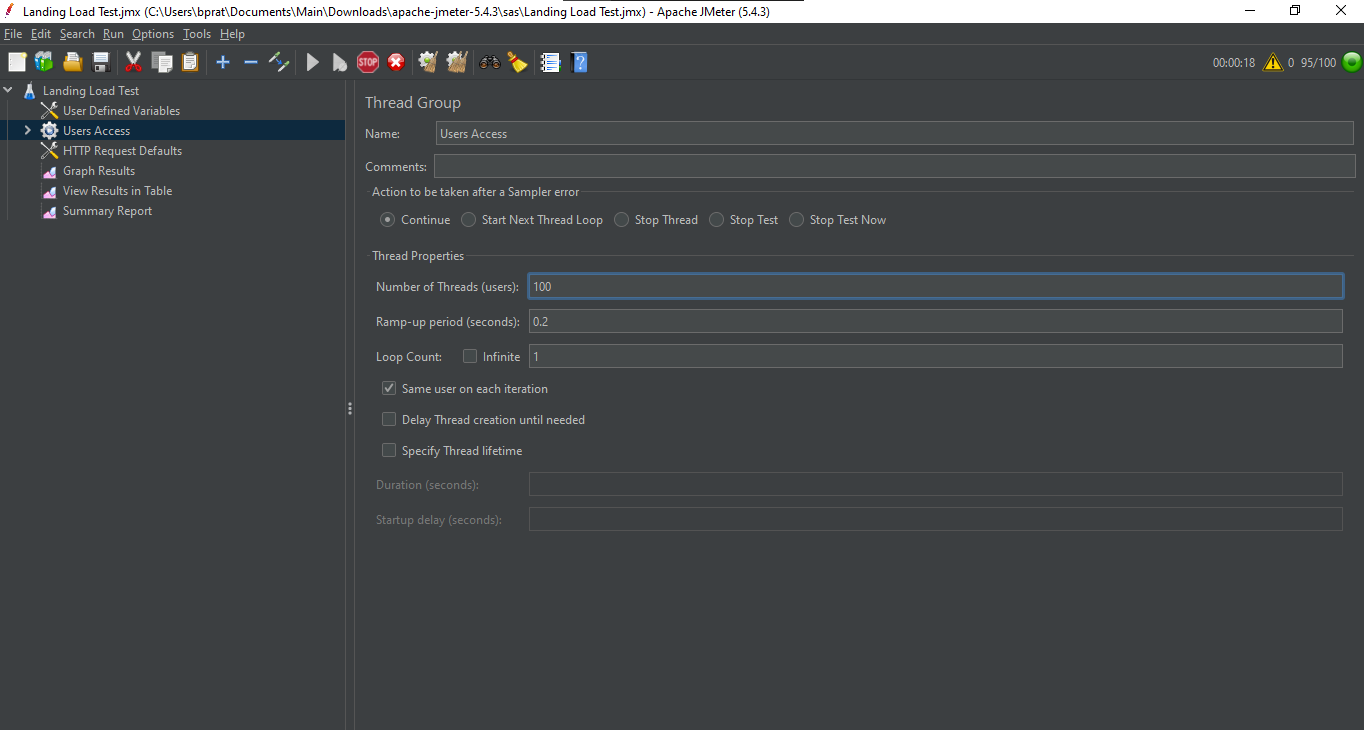 Landing Load Test.jmx (C:\Users\bprat\Documents\Main\Downloads\apache-jmeter-5.4.3\sas\Landing Load Test.jmx) - Apache JMeter (5.4.3)
File Edit Search Run Options Tools Help
STOP
00:00:18 0 95/100
Landing Load Test
User Defined Variables
Users Access
HTTP Request Defaults
Graph Results
View Results in Table
Summary Report
Thread Group
Name: Users Access
Comments:
Action to be taken after a Sampler error
Continue Start Next Thread Loop Stop Thread Stop Test Stop Test Now
Thread Properties
Number of Threads (users): 100
Ramp-up period (seconds): 0.2
Loop Count: Infinite 1
Same user on each iteration
Delay Thread creation until needed
Specify Thread lifetime
Duration (seconds):
Startup delay (seconds):